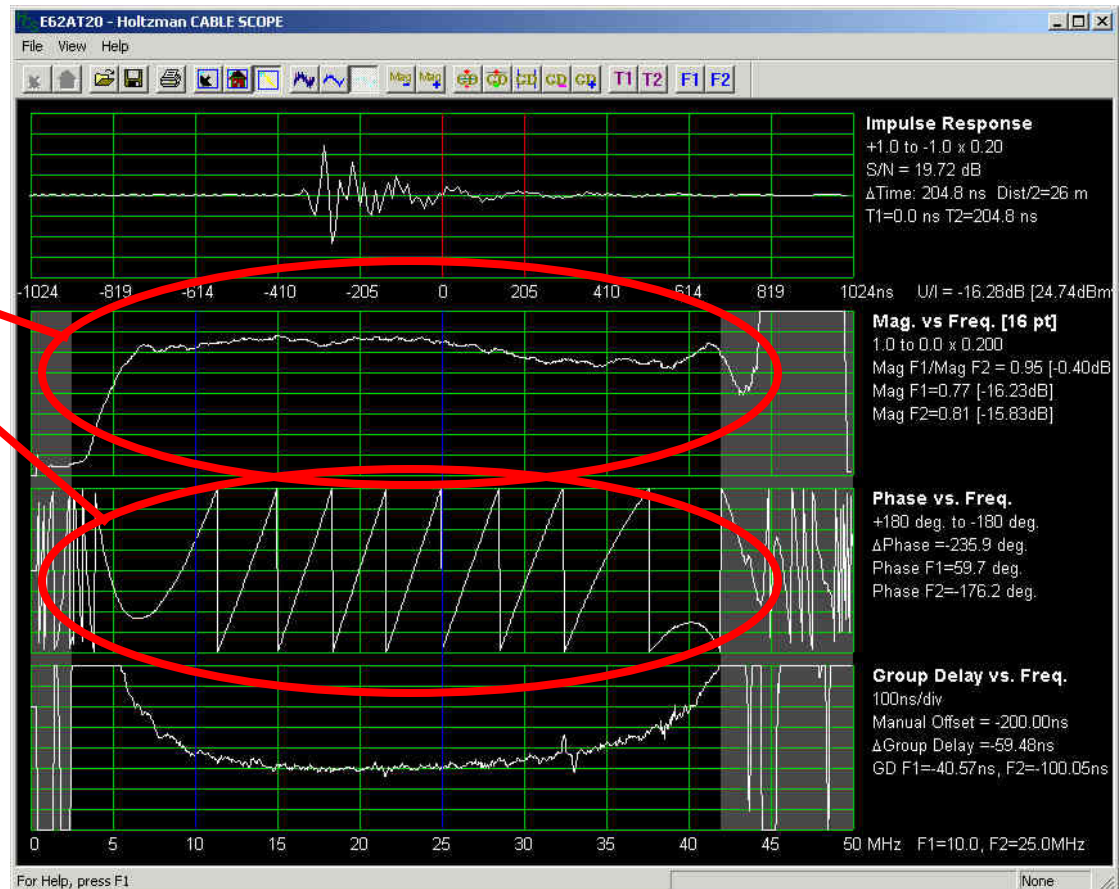 E62AT20 - Holtzman CABLE SCOPE
File View Help
Mag Mag GD GD GD GD GD T1 T2 F1 F2
Impulse Response
+1.0 to -1.0 x 0.20
S/N = 19.72 dB
ΔTime: 204.8 ns Dist/2=26 m
T1=0.0 ns T2=204.8 ns
-1024 -819 -614 -410 -205 0 205 410 614 819 1024ns U/I = -16.28dB [24.74dBm
Mag. vs Freq. [16 pt]
1.0 to 0.0 x 0.200
Mag F1/Mag F2 = 0.95 [-0.40dB
Mag F1=0.77 [-16.23dB]
Mag F2=0.81 [-15.83dB]
Phase vs. Freq.
+180 deg. to -180 deg.
ΔPhase =-235.9 deg.
Phase F1=59.7 deg.
Phase F2=-176.2 deg.
Group Delay vs. Freq.
100ns/div
Manual Offset = -200.00ns
ΔGroup Delay =-59.48ns
GD F1=-40.57ns, F2=-100.05ns
0 5 10 15 20 25 30 35 40 45 50 MHz F1=10.0, F2=25.0MHz
For Help, press F1
None